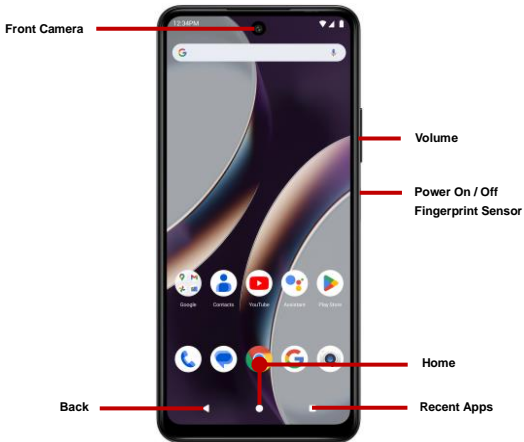 12:34PM
Front Camera
G
Volume
Power On / Off
Fingerprint Sensor
Google
Contacts
YouTube
Assistant
Play Store
G
Home
Back
Recent Apps